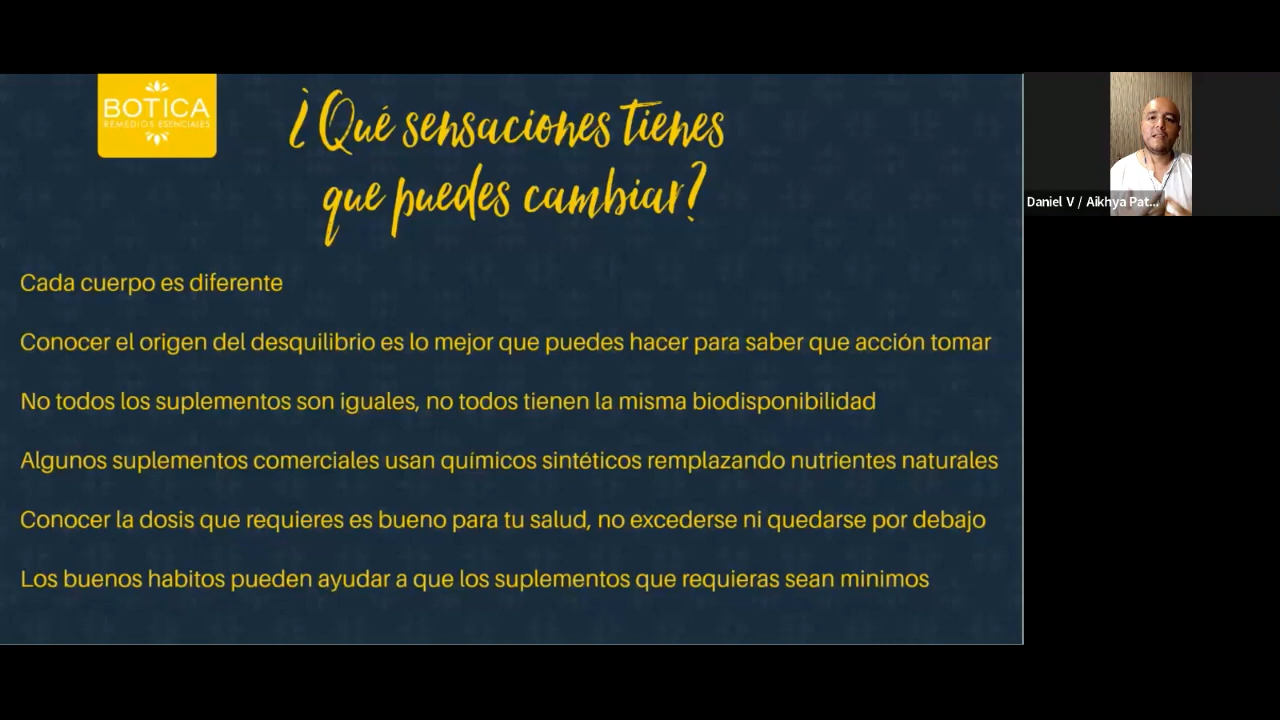 BOTICA
REMEDIOS ESENCIALES
¿Qué sensaciones tienes
que puedes cambiar?
Cada cuerpo es diferente
Conocer el origen del desquilibrio es lo mejor que puedes hacer para saber que acción tomar
No todos los suplementos son iguales, no todos tienen la misma biodisponibilidad
Algunos suplementos comerciales usan químicos sintéticos remplazando nutrientes naturales
Conocer la dosis que requieres es bueno para tu salud, no excederse ni quedarse por debajo
Los buenos habitos pueden ayudar a que los suplementos que requieras sean minimos
Daniel V / Aikhya Pat...